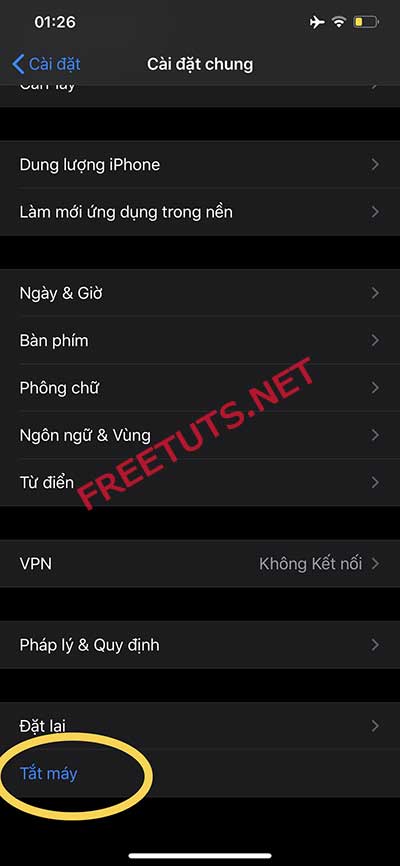 01:26
Cài đặt
Cài đặt chung
Dung lượng iPhone
Làm mới ứng dụng trong nền
Ngày & Giờ
Bàn phím
Phông chữ
Ngôn ngữ & Vùng
Từ điển
FREETUTS.NET
VPN
Không Kết nối
Pháp lý & Quy định
Đặt lại
Tắt máy